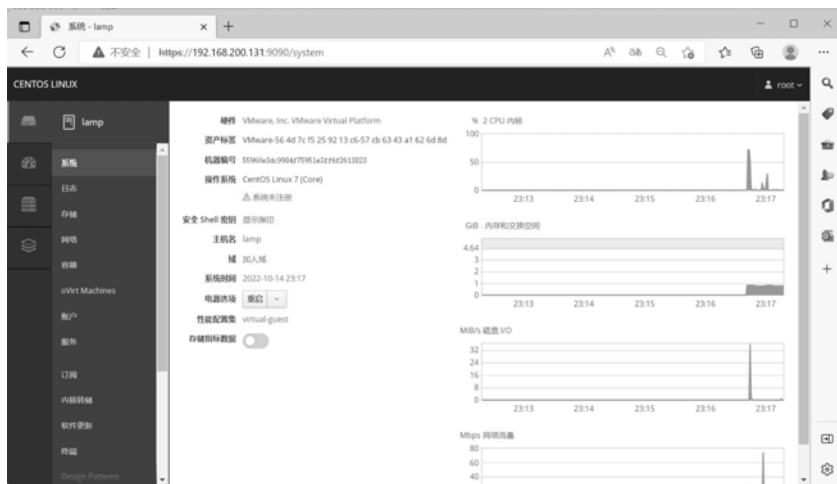 系统 - lamp
不安全 | https://192.168.200.131:9090/system
CENTOS LINUX
root
lamp
系统
日志
存储
网络
容器
oVirt Machines
账户
服务
订阅
内核转储
软件更新
终端
Design Patterns
硬件 VMware, Inc. VMware Virtual Platform
资产标签 VMware-56 4d 7c f5 25 92 13 c6-57 cb 63 43 a1 62 6d 8d
机器编号
操作系统 CentOS Linux 7 (Core)
系统未注册
安全 Shell 密钥 显示指印
主机名 lamp
域 加入域
系统时间 2022-10-14 23:17
电源选项 重启
性能配置集 virtual-guest
存储指标数据
% 2 CPU 内核
100
50
0
23:13 23:14 23:15 23:16 23:17
GiB 内存和交换空间
4.64
3
2
1
0
23:13 23:14 23:15 23:16 23:17
MiB/s 磁盘 I/O
32
24
16
8
0
23:13 23:14 23:15 23:16 23:17
Mbps 网络流量
80
60
40